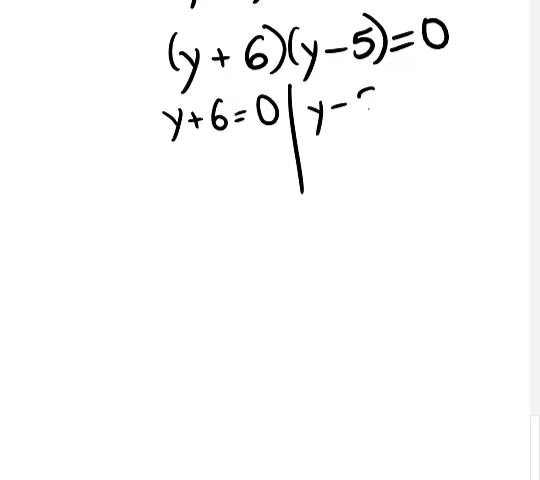 (y + 6)(y - 5) = 0
y + 6 = 0 | y -